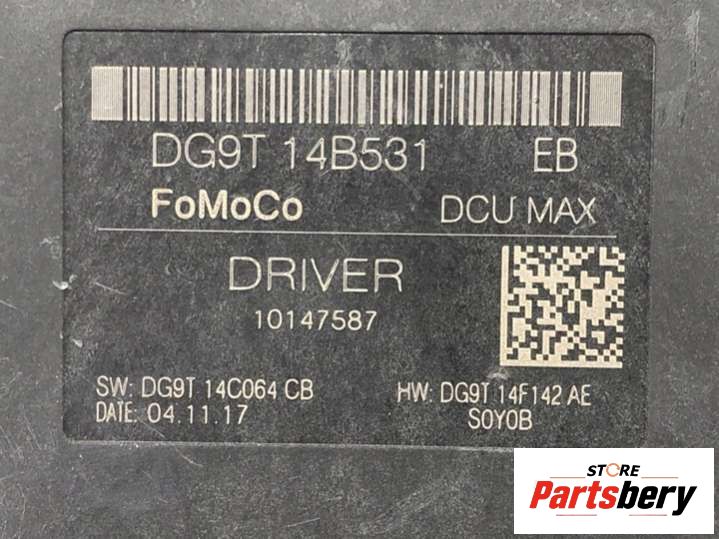 DG9T 14B531 EB
FoMoCo DCU MAX
DRIVER
10147587
SW: DG9T 14C064 CB HW: DG9T 14F142 AE
DATE: 04.11.17 S0Y0B
STORE
Partsbery